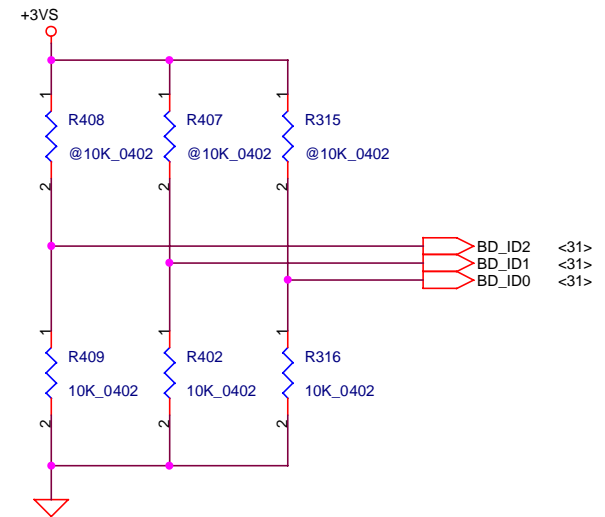 +3VS
1 1 1
R408 R407 R315
@10K_0402 @10K_0402 @10K_0402
2 2 2
BD_ID2 <31>
BD_ID1 <31>
BD_ID0 <31>
1 1 1
R409 R402 R316
10K_0402 10K_0402 10K_0402
2 2 2